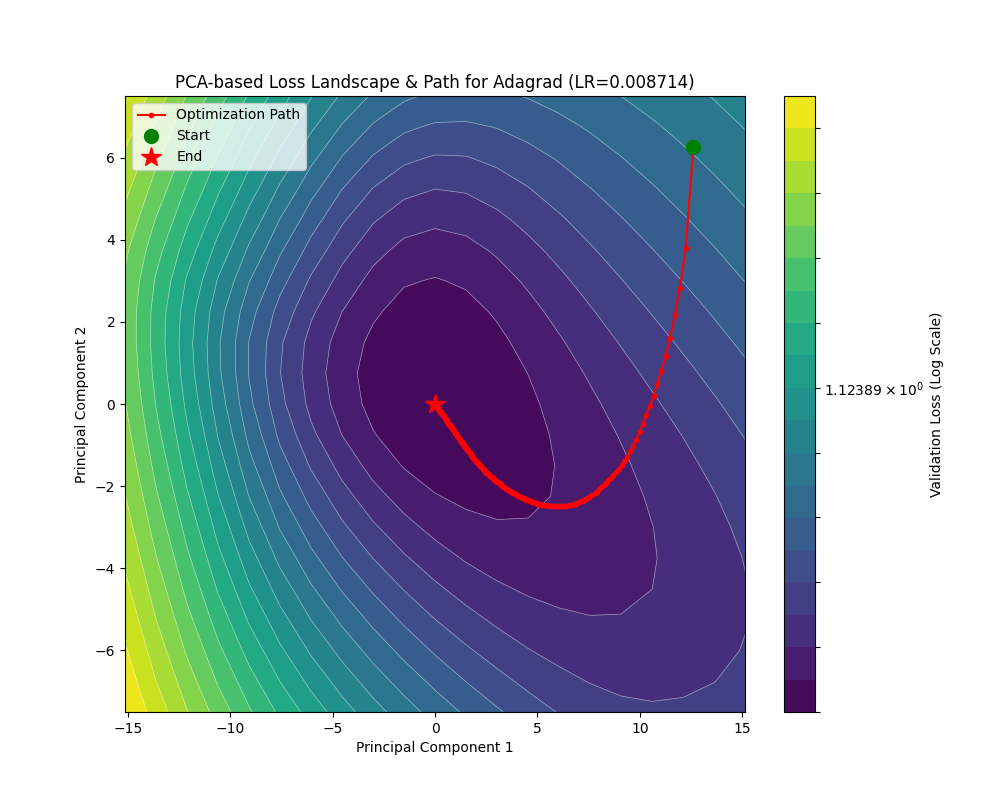 PCA-based Loss Landscape & Path for Adagrad (LR=0.008714)
Optimization Path
Start
End
6
4
2
0
−2
−4
−6
Principal Component 2
−15 −10 −5 0 5 10 15
Principal Component 1
1.12389 × 10⁰
Validation Loss (Log Scale)